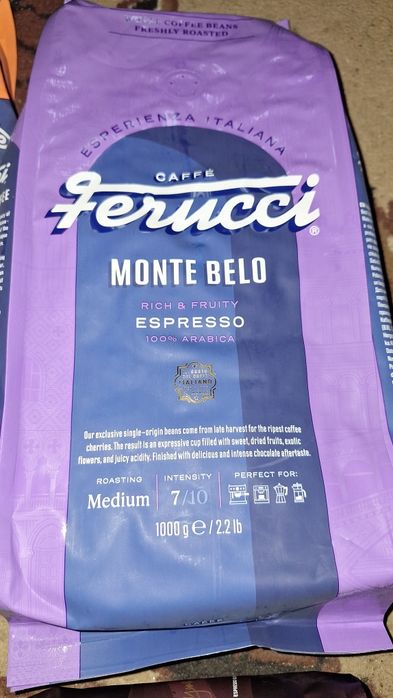 WHOLE COFFEE BEANS
FRESHLY ROASTED
ESPERIENZA ITALIANA
CAFFÉ
Ferucci®
MONTE BELO
RICH & FRUITY
ESPRESSO
100% ARABICA
ITALIANO
Our exclusive single-origin beans come from late harvest for the ripest coffee
cherries. The result is an expressive cup filled with sweet, dried fruits, exotic
flowers, and juicy acidity. Finished with delicious and intense chocolate aftertaste.
ROASTING
Medium
INTENSITY
7/10
PERFECT FOR:
1000 g ℮ / 2.2 lb